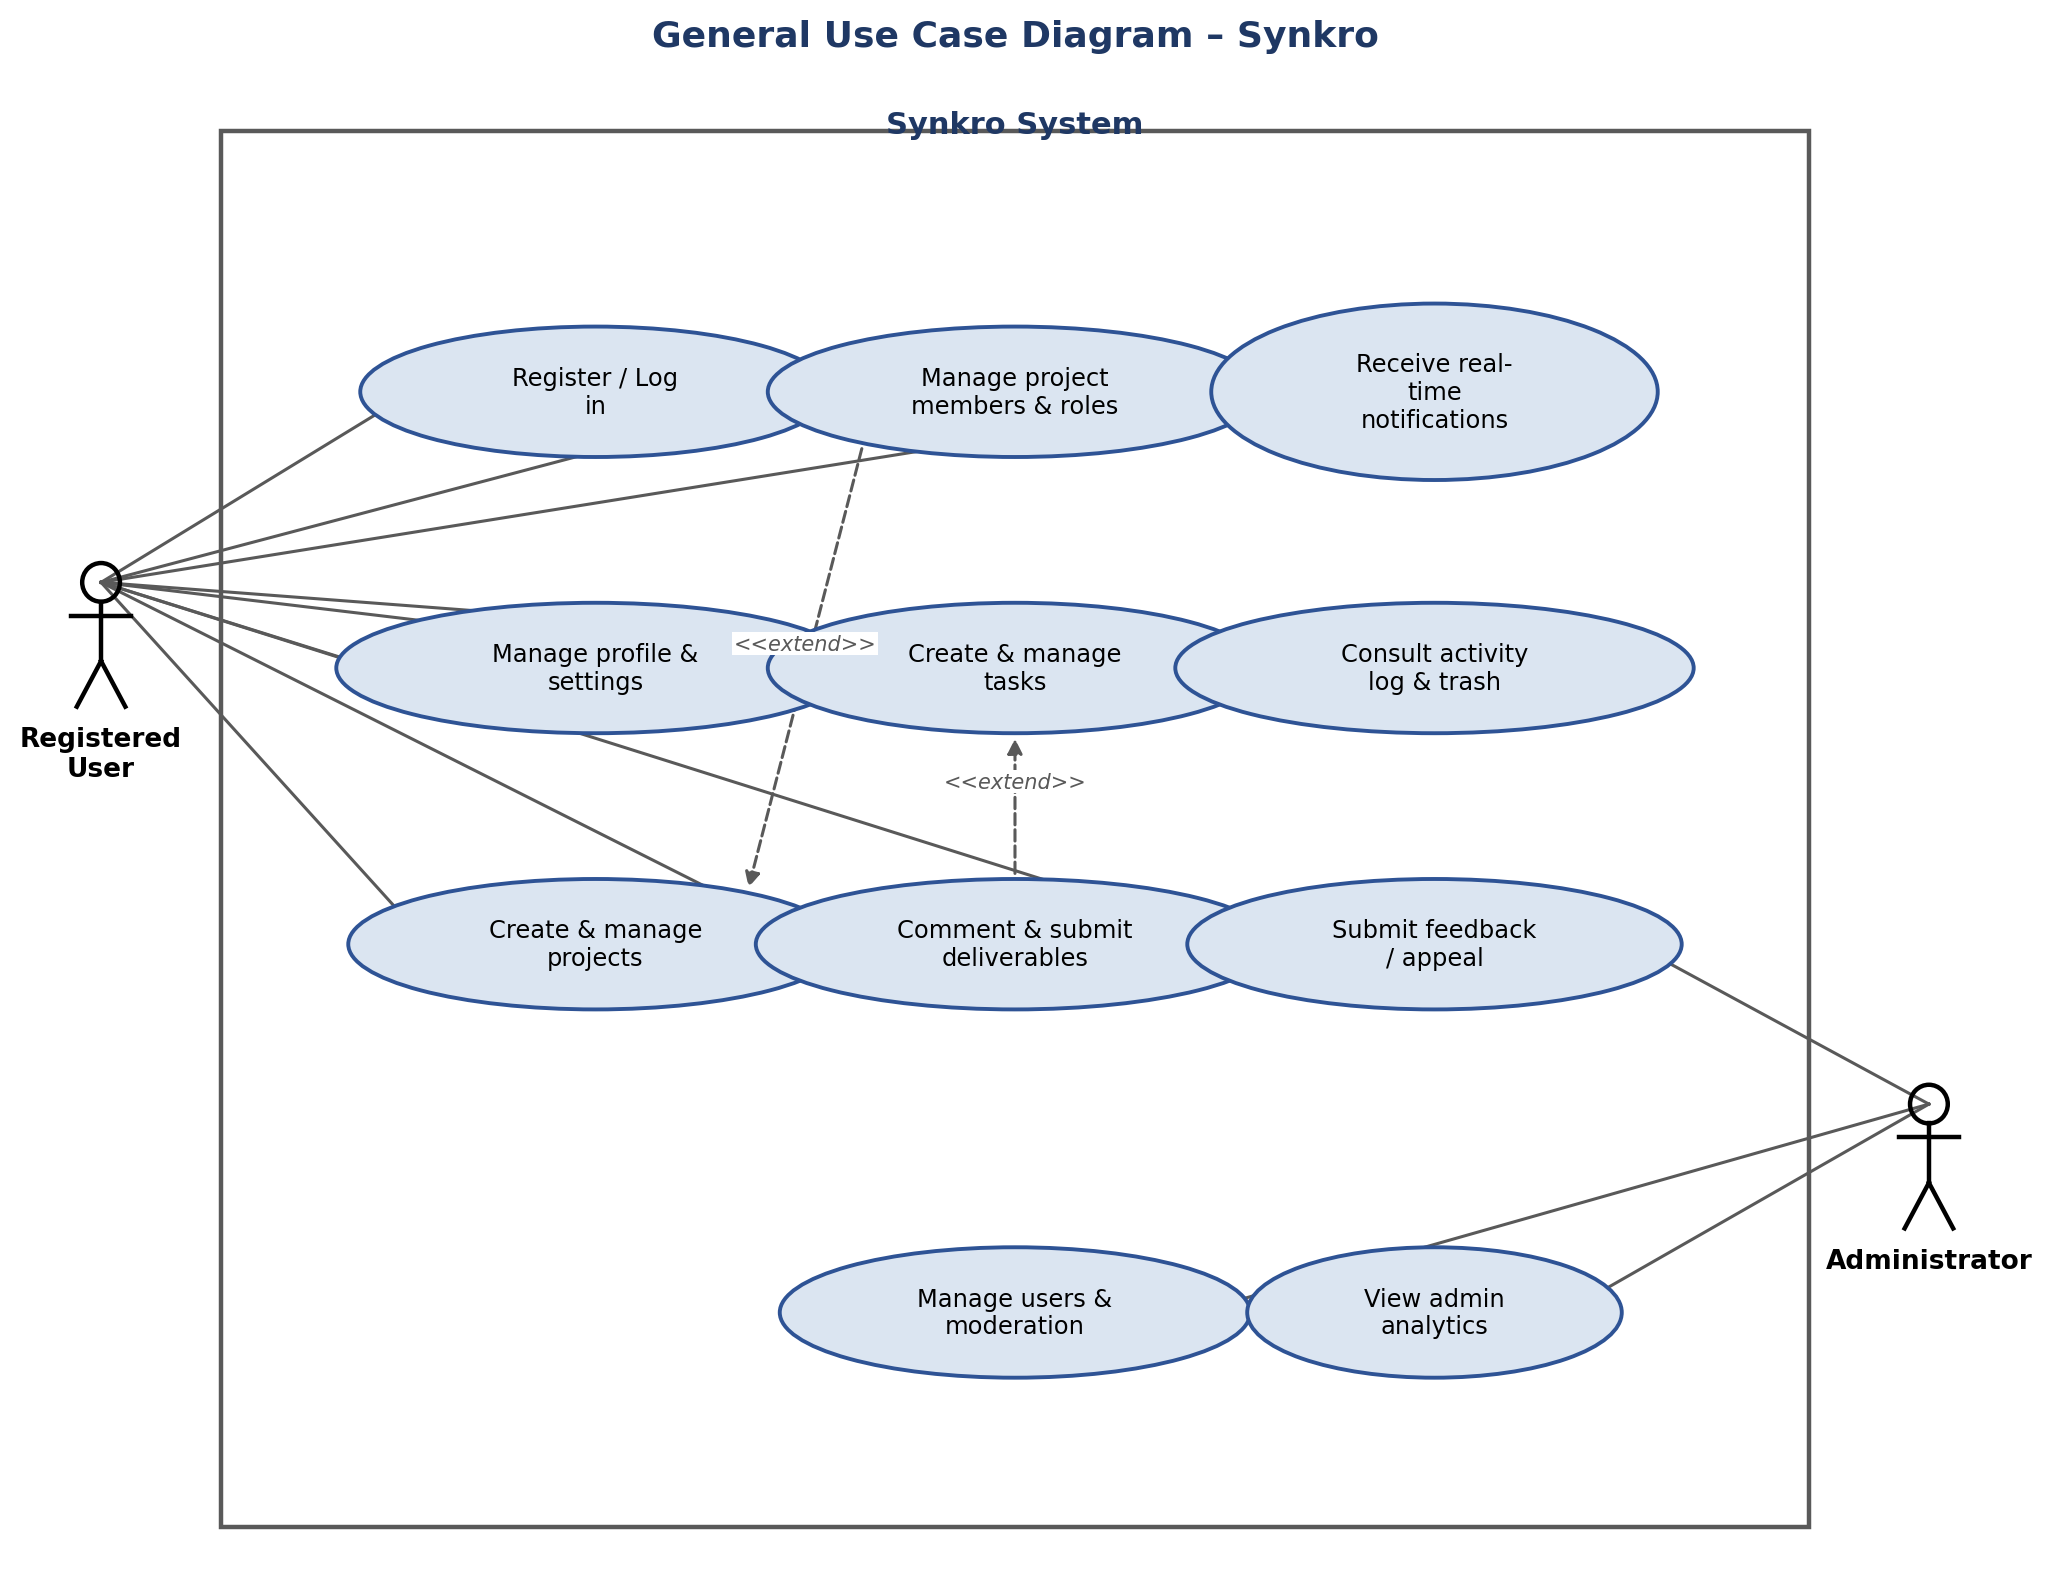 General Use Case Diagram – Synkro
Synkro System
Register / Log
in
Manage project
members & roles
Receive real-
time
notifications
Manage profile &
settings
<<extend>>
Create & manage
tasks
Consult activity
log & trash
Registered
User
<<extend>>
Create & manage
projects
Comment & submit
deliverables
Submit feedback
/ appeal
Administrator
Manage users &
moderation
View admin
analytics